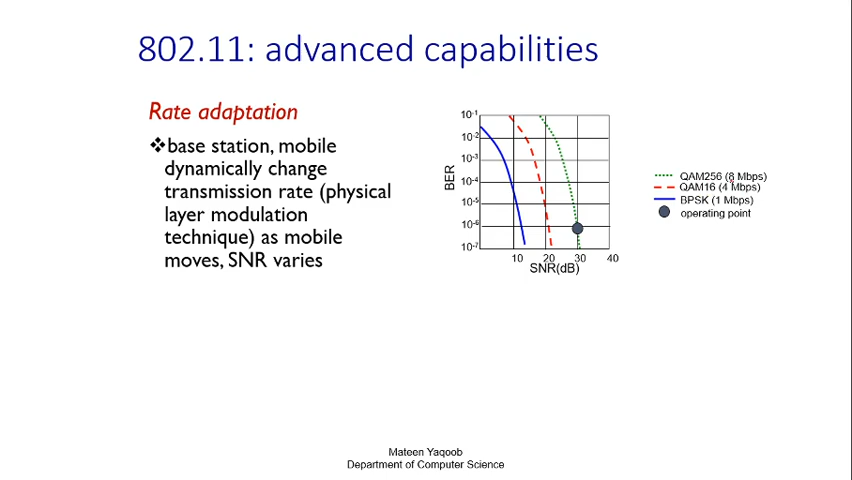 802.11: advanced capabilities
Rate adaptation
❖base station, mobile
dynamically change
transmission rate (physical
layer modulation
technique) as mobile
moves, SNR varies
10-1
10-2
10-3
10-4
10-5
10-6
10-7
BER
10 20 30 40
SNR(dB)
QAM256 (8 Mbps)
QAM16 (4 Mbps)
BPSK (1 Mbps)
operating point
Mateen Yaqoob
Department of Computer Science